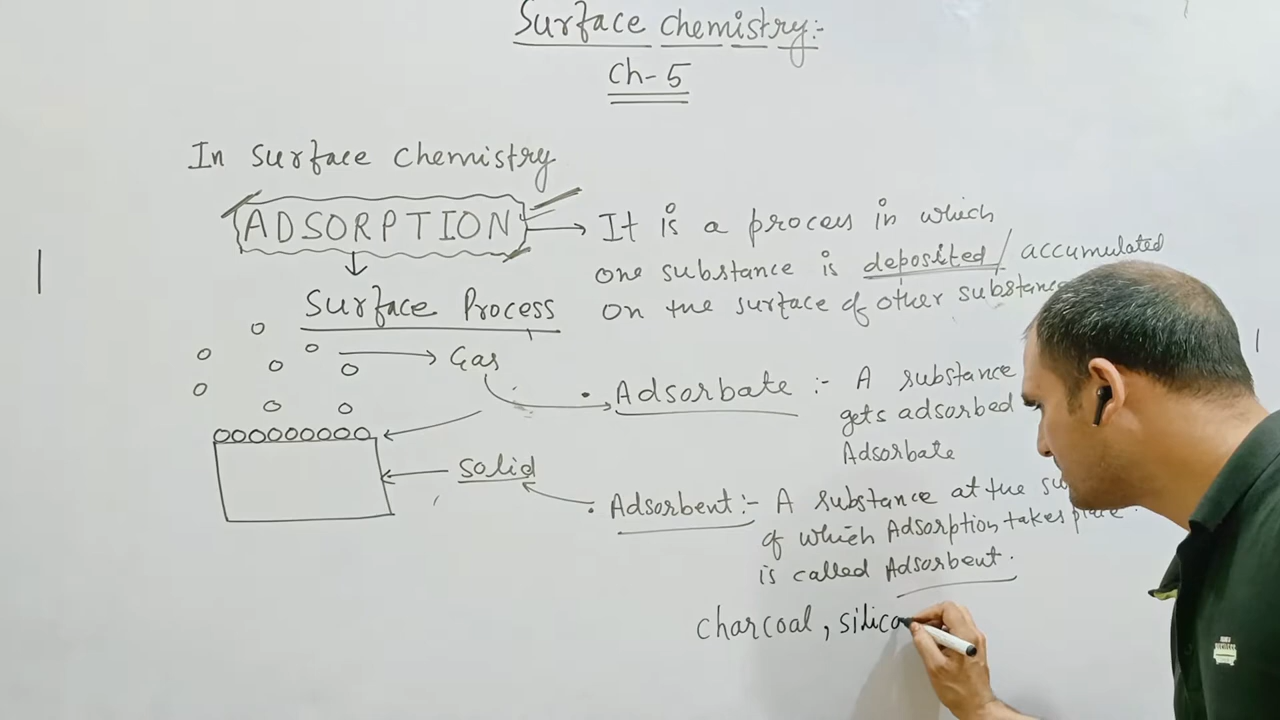 Surface chemistry:-
Ch-5
In surface chemistry
ADSORPTION
It is a process in which
one substance is deposited / accumulated
on the surface of other substance
Surface Process
Gas
• Adsorbate :- A substance
gets adsorbed
Adsorbate
Solid
• Adsorbent :- A substance at the su
of which Adsorption takes place.
is called Adsorbent.
charcoal, silica